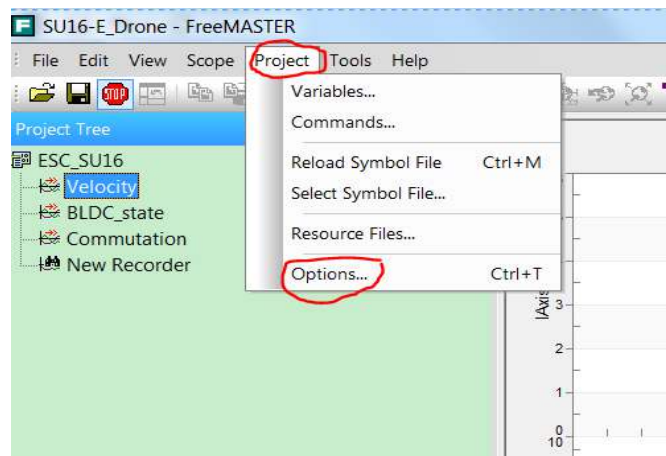 SU16-E_Drone - FreeMASTER
File Edit View Scope Project Tools Help
STOP
Project Tree
ESC_SU16
Velocity
BLDC_state
Commutation
New Recorder
Variables...
Commands...
Reload Symbol File Ctrl+M
Select Symbol File...
Resource Files...
Options... Ctrl+T
3
2
1
0
10